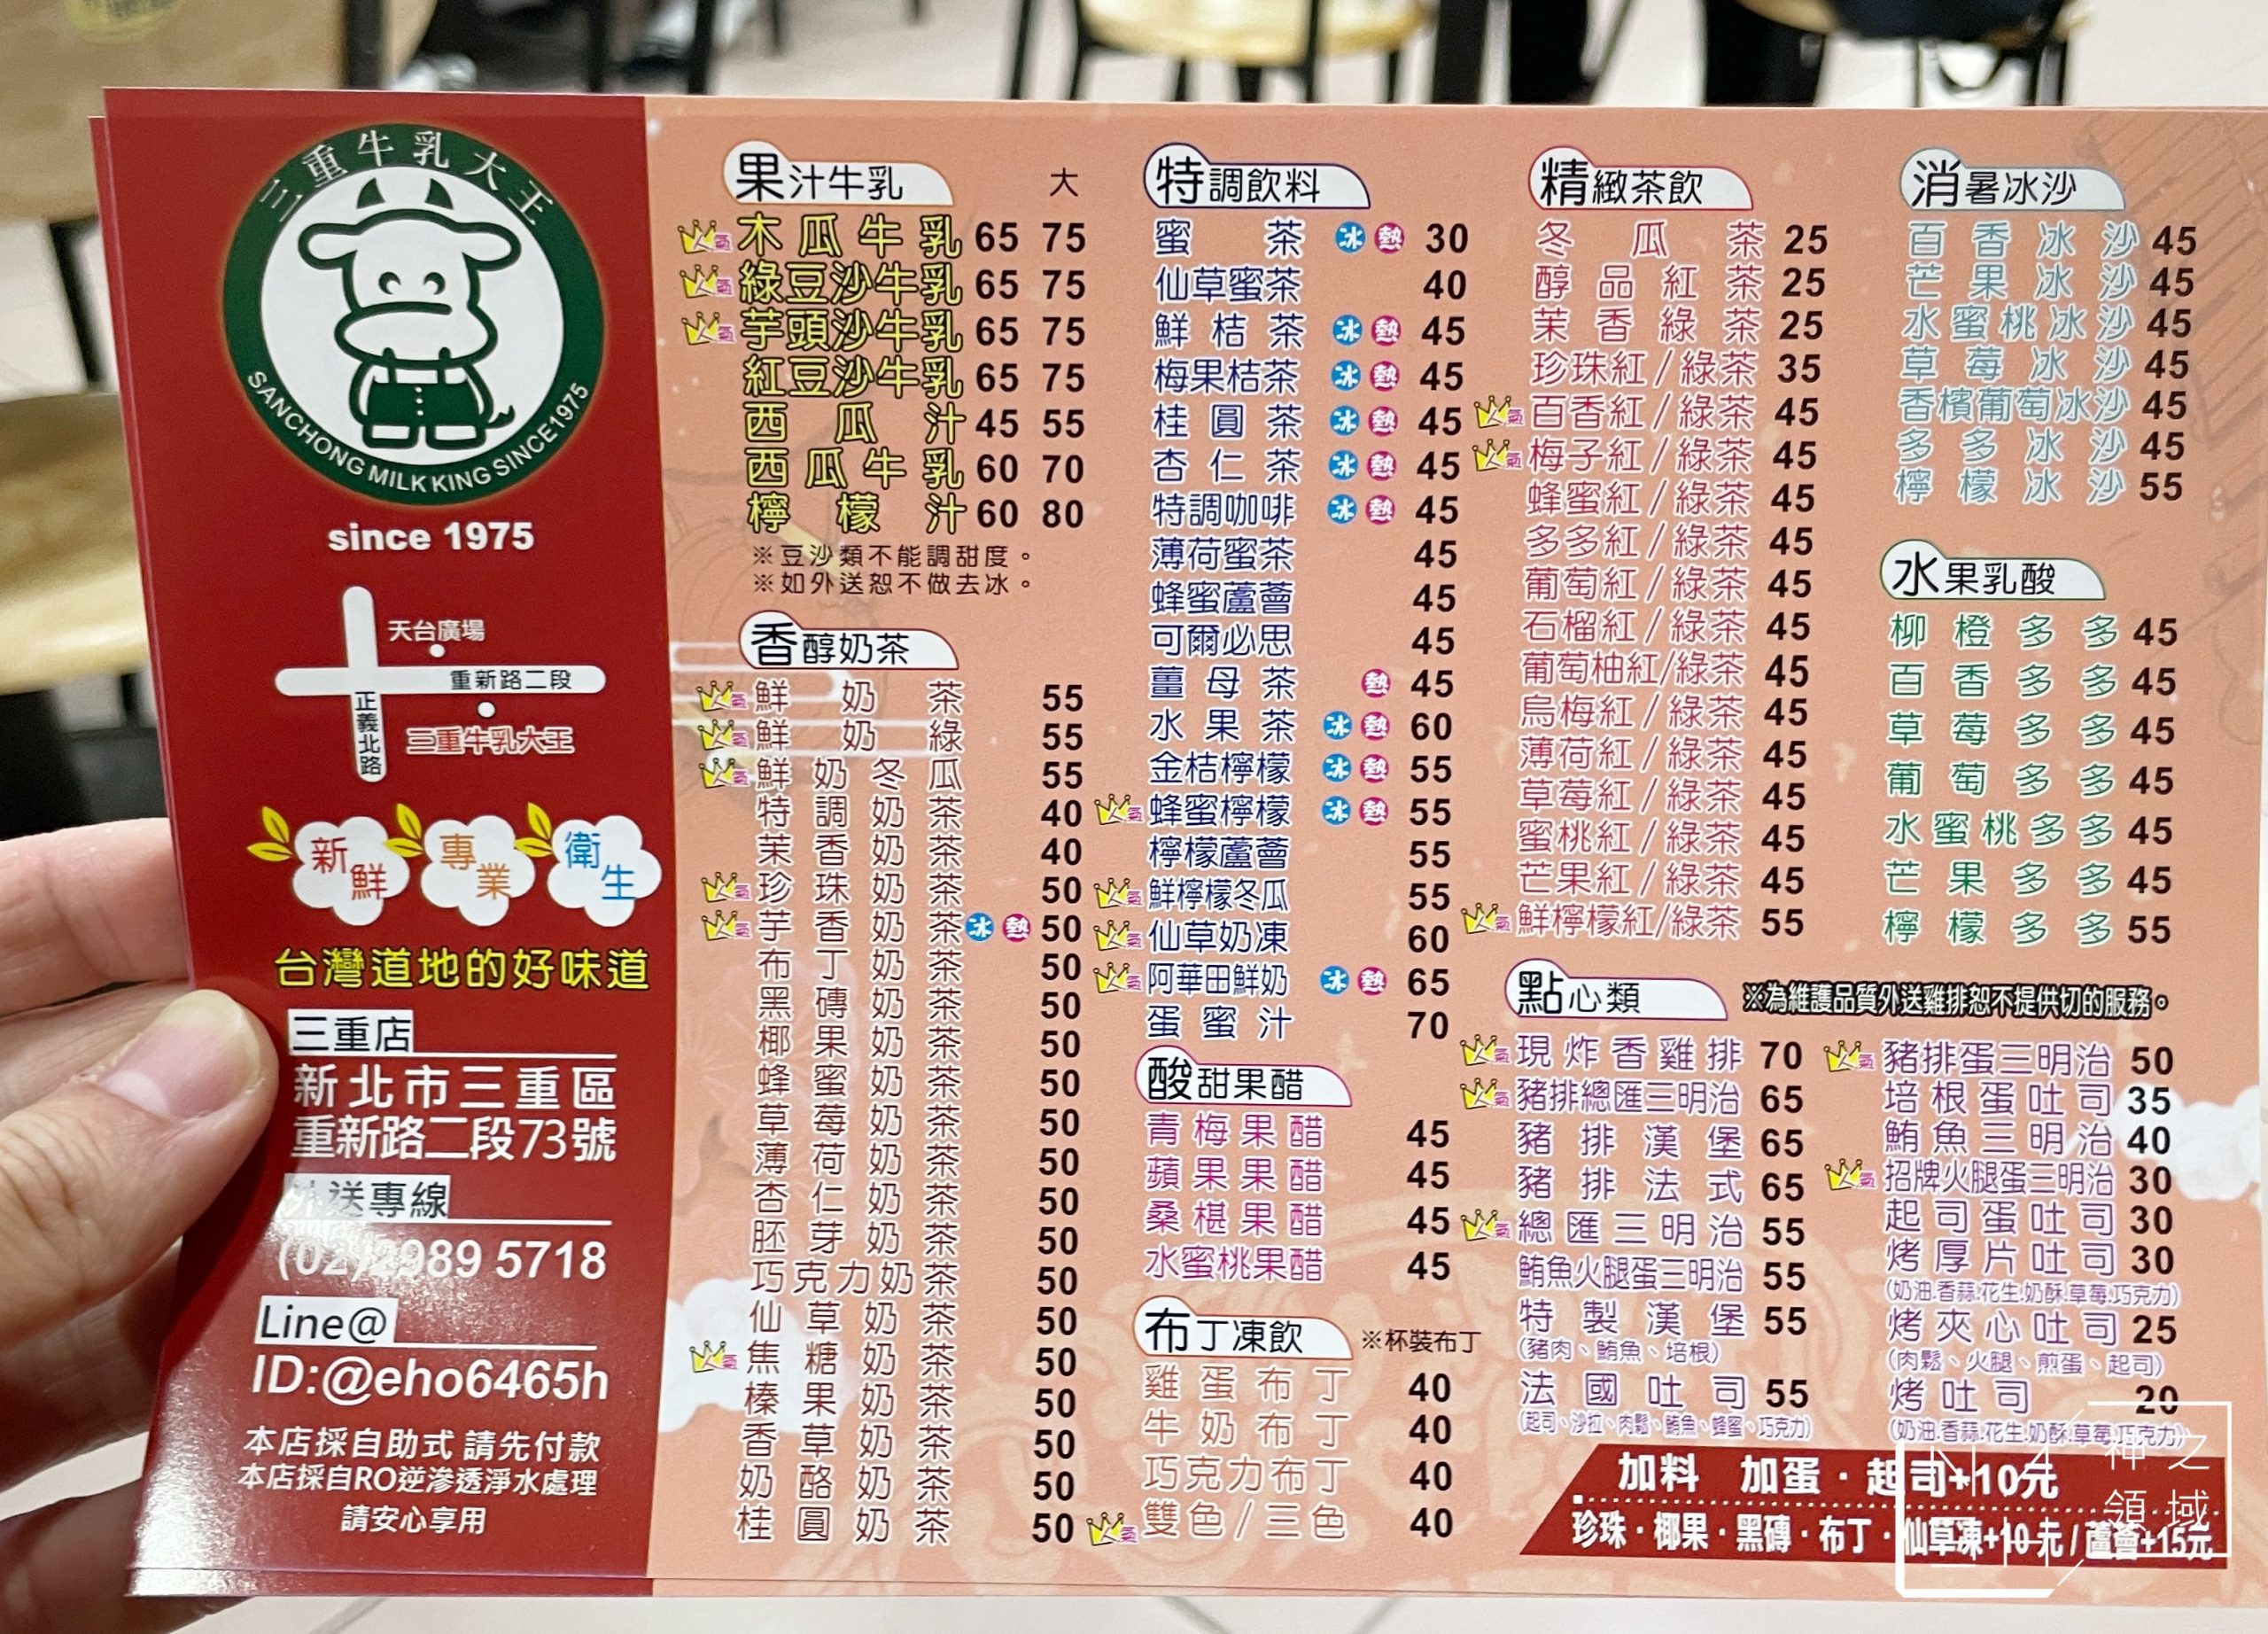 三重牛乳大王
SANCHONG MILK KING SINCE1975
since 1975
天台廣場
重新路二段
正義北路
三重牛乳大王
新鮮
專業
衛生
台灣道地的好味道
三重店
新北市三重區
重新路二段73號
外送專線
(02)2989 5718
Line@
ID:@eho6465h
本店採自助式 請先付款
本店採自RO逆滲透淨水處理
請安心享用
果汁牛乳 大
人氣 木瓜牛乳 65 75
人氣 綠豆沙牛乳 65 75
人氣 芋頭沙牛乳 65 75
紅豆沙牛乳 65 75
西瓜汁 45 55
西瓜牛乳 60 70
檸檬汁 60 80
※豆沙類不能調甜度。
※如外送恕不做去冰。
香醇奶茶
人氣 鮮奶茶 55
人氣 鮮奶綠 55
人氣 鮮奶冬瓜 55
特調奶茶 40
茉香奶茶 40
人氣 珍珠奶茶 50
人氣 芋香奶茶 冰 熱 50
布丁奶茶 50
黑磚奶茶 50
椰果奶茶 50
蜂蜜奶茶 50
草莓奶茶 50
薄荷奶茶 50
杏仁奶茶 50
胚芽奶茶 50
巧克力奶茶 50
仙草奶茶 50
人氣 焦糖奶茶 50
榛果奶茶 50
香草奶茶 50
奶酪奶茶 50
桂圓奶茶 50
特調飲料
蜜茶 冰 熱 30
仙草蜜茶 40
鮮桔茶 冰 熱 45
梅果桔茶 冰 熱 45
桂圓茶 冰 熱 45
杏仁茶 冰 熱 45
特調咖啡 冰 熱 45
薄荷蜜茶 45
蜂蜜蘆薈 45
可爾必思 45
薑母茶 熱 45
水果茶 冰 熱 60
金桔檸檬 冰 熱 55
人氣 蜂蜜檸檬 冰 熱 55
檸檬蘆薈 55
人氣 鮮檸檬冬瓜 55
人氣 仙草奶凍 60
人氣 阿華田鮮奶 冰 熱 65
蛋蜜汁 70
酸甜果醋
青梅果醋 45
蘋果果醋 45
桑椹果醋 45
水蜜桃果醋 45
布丁凍飲 ※杯裝布丁
雞蛋布丁 40
牛奶布丁 40
巧克力布丁 40
人氣 雙色/三色 40
精緻茶飲
冬瓜茶 25
醇品紅茶 25
茉香綠茶 25
珍珠紅/綠茶 35
人氣 百香紅/綠茶 45
人氣 梅子紅/綠茶 45
蜂蜜紅/綠茶 45
多多紅/綠茶 45
葡萄紅/綠茶 45
石榴紅/綠茶 45
葡萄柚紅/綠茶 45
烏梅紅/綠茶 45
薄荷紅/綠茶 45
草莓紅/綠茶 45
蜜桃紅/綠茶 45
芒果紅/綠茶 45
人氣 鮮檸檬紅/綠茶 55
消暑冰沙
百香冰沙 45
芒果冰沙 45
水蜜桃冰沙 45
草莓冰沙 45
香檳葡萄冰沙 45
多多冰沙 45
檸檬冰沙 55
水果乳酸
柳橙多多 45
百香多多 45
草莓多多 45
葡萄多多 45
水蜜桃多多 45
芒果多多 45
檸檬多多 55
點心類 ※為維護品質外送雞排恕不提供切的服務。
人氣 現炸香雞排 70
人氣 豬排總匯三明治 65
豬排漢堡 65
豬排法式 65
人氣 總匯三明治 55
鮪魚火腿蛋三明治 55
特製漢堡 55
(豬肉、鮪魚、培根)
法國吐司 55
(起司、沙拉、肉鬆、鮪魚、蜂蜜、巧克力)
人氣 豬排蛋三明治 50
培根蛋吐司 35
鮪魚三明治 40
人氣 招牌火腿蛋三明治 30
起司蛋吐司 30
烤厚片吐司 30
(奶油.香蒜.花生.奶酥.草莓.巧克力)
烤夾心吐司 25
(肉鬆、火腿、煎蛋、起司)
烤吐司 20
(奶油.香蒜.花生.奶酥.草莓.巧克力)
加料 加蛋・起司+10元
珍珠・椰果・黑磚・布丁・仙草凍+10元/蘆薈+15元
神之領域